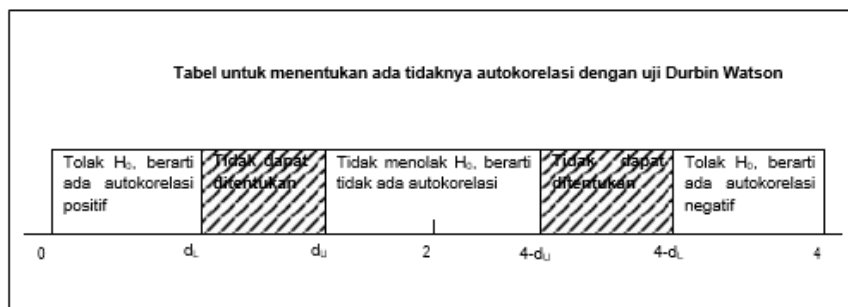 Tabel untuk menentukan ada tidaknya autokorelasi dengan uji Durbin Watson
Tolak H₀, berarti
ada autokorelasi
positif
Tidak dapat
ditentukan
Tidak menolak H₀, berarti
tidak ada autokorelasi
Tidak dapat
ditentukan
Tolak H₀, berarti
ada autokorelasi
negatif
0 dL dU 2 4-dU 4-dL 4